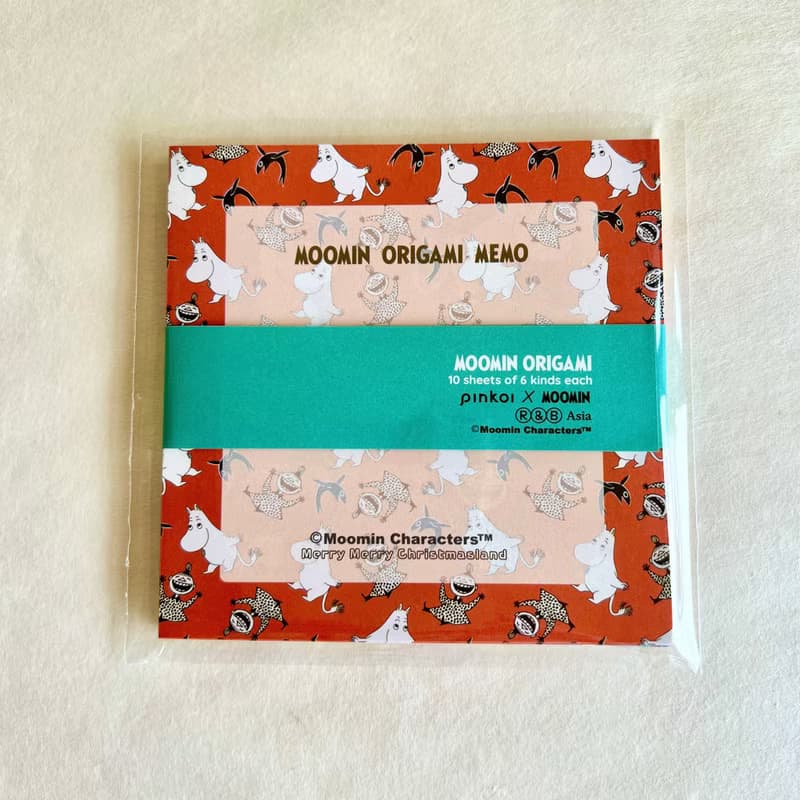 MOOMIN ORIGAMI MEMO
MOOMIN ORIGAMI
10 sheets of 6 kinds each
pinkoi X MOOMIN
R&B Asia
©Moomin Characters™
©Moomin Characters™
Merry Merry Christmasland